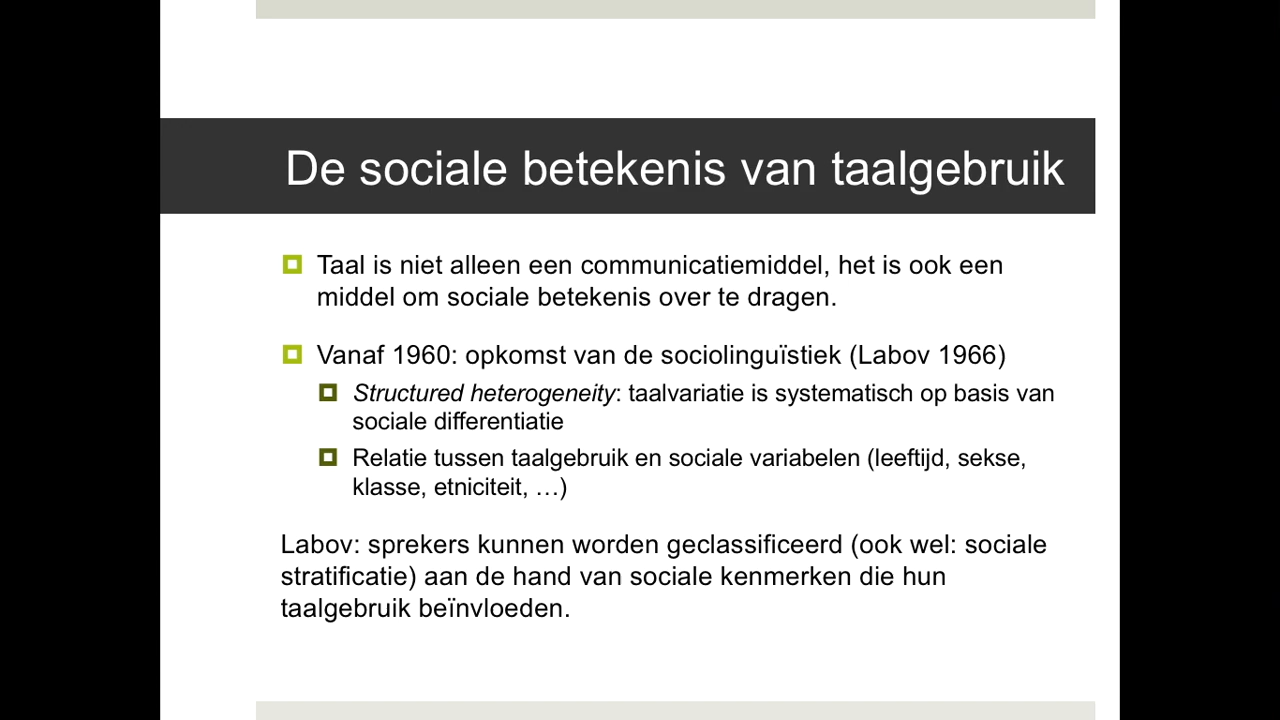 De sociale betekenis van taalgebruik
Taal is niet alleen een communicatiemiddel, het is ook een
middel om sociale betekenis over te dragen.
Vanaf 1960: opkomst van de sociolinguïstiek (Labov 1966)
Structured heterogeneity: taalvariatie is systematisch op basis van
sociale differentiatie
Relatie tussen taalgebruik en sociale variabelen (leeftijd, sekse,
klasse, etniciteit, …)
Labov: sprekers kunnen worden geclassificeerd (ook wel: sociale
stratificatie) aan de hand van sociale kenmerken die hun
taalgebruik beïnvloeden.